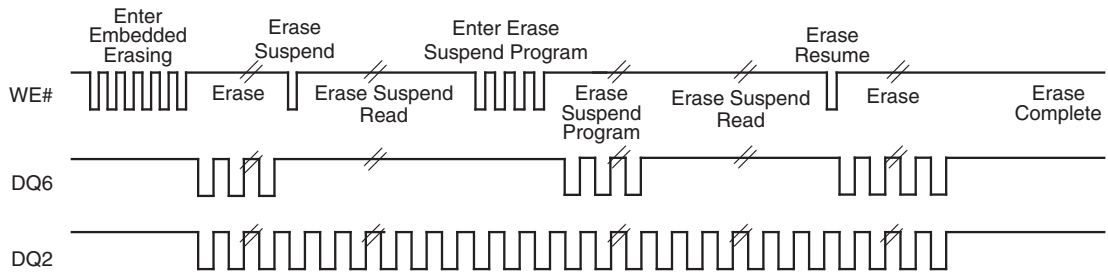 Enter
Embedded
Erasing
Erase
Suspend
Enter Erase
Suspend Program
Erase
Resume
WE#
Erase
Erase Suspend
Read
Erase
Suspend
Program
Erase Suspend
Read
Erase
Erase
Complete
DQ6
DQ2